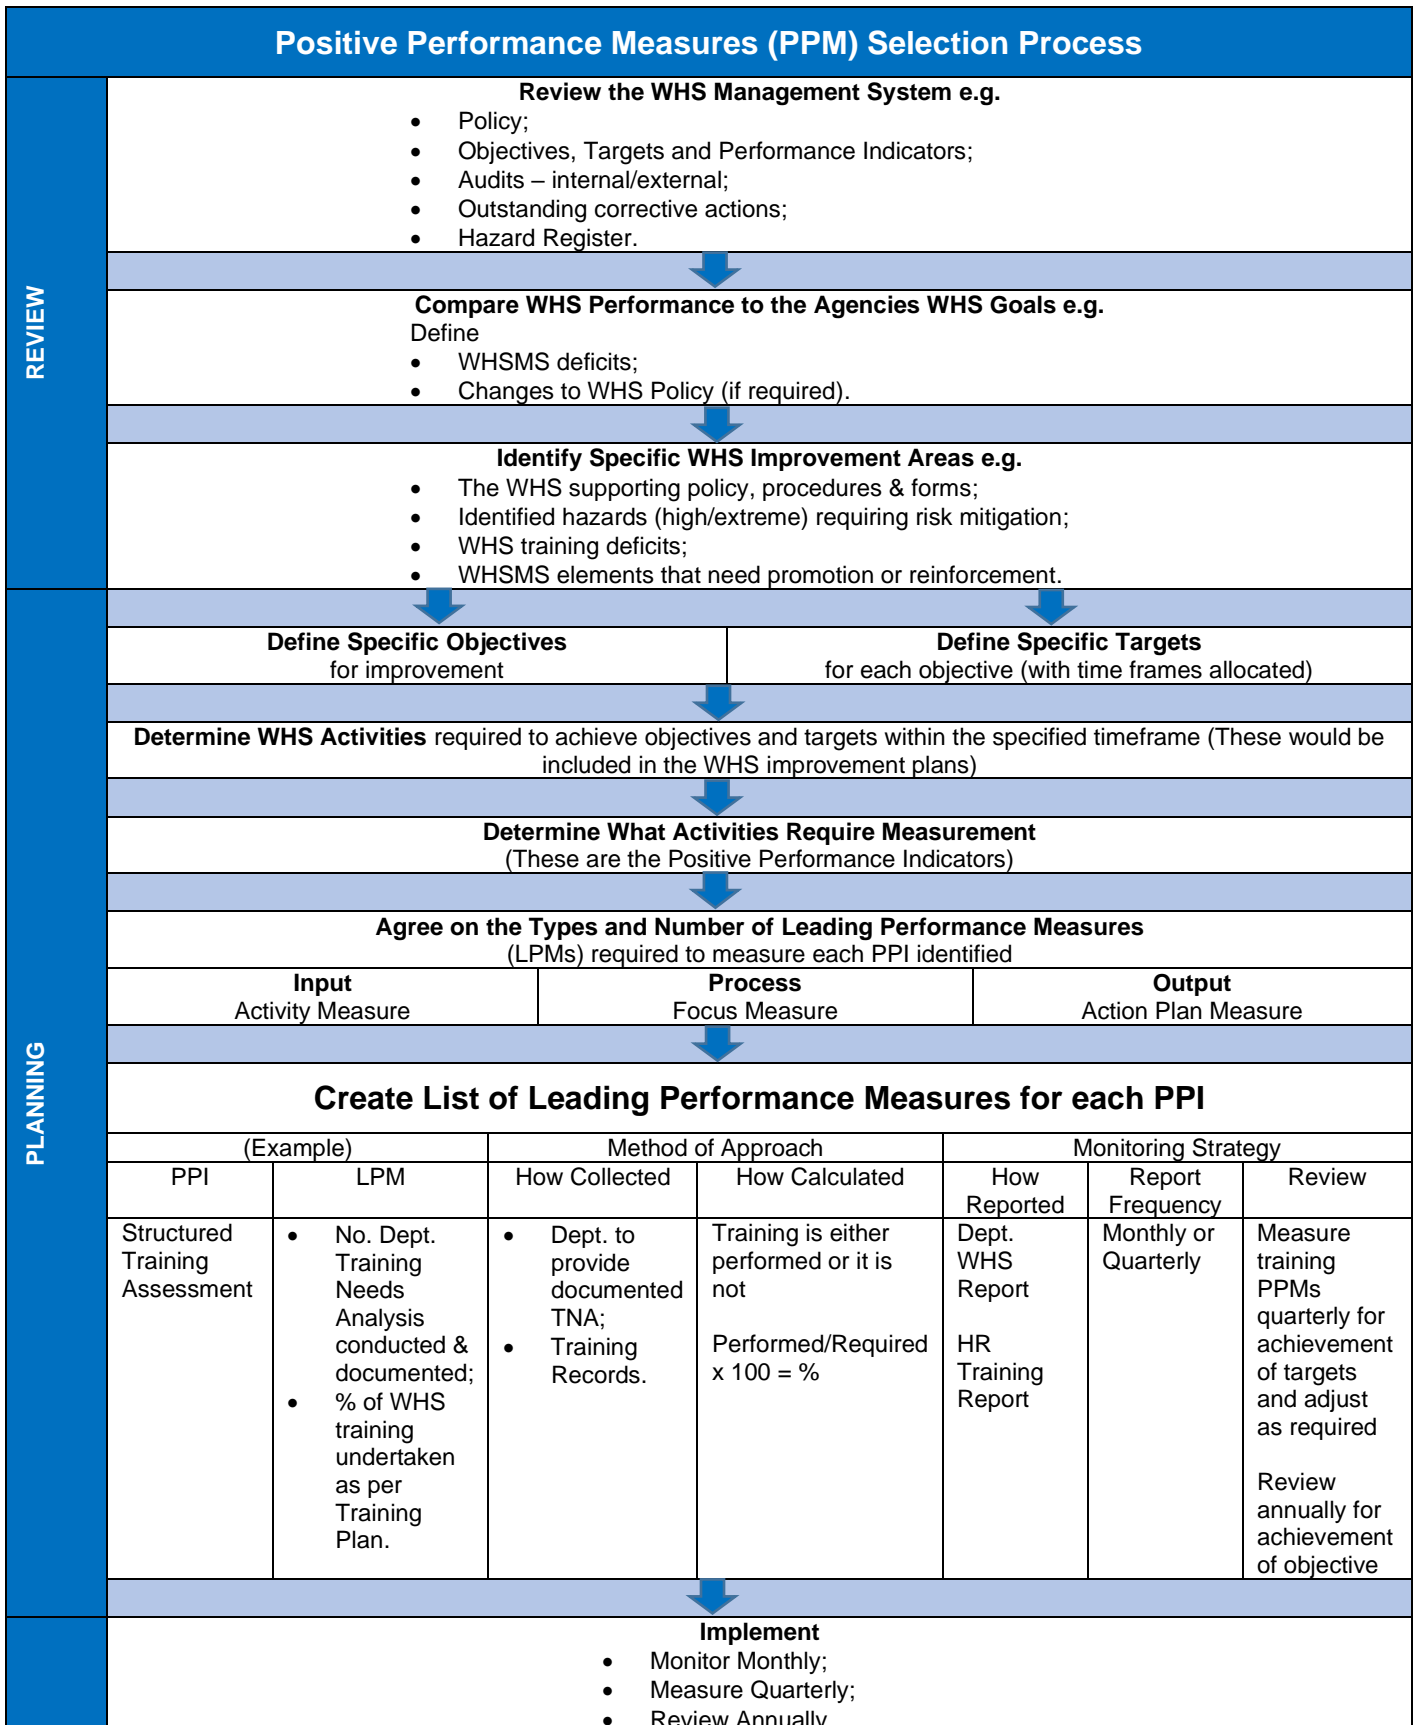 Positive Performance Measures (PPM) Selection Process
REVIEW
Review the WHS Management System e.g.
• Policy;
• Objectives, Targets and Performance Indicators;
• Audits – internal/external;
• Outstanding corrective actions;
• Hazard Register.
Compare WHS Performance to the Agencies WHS Goals e.g.
Define
• WHSMS deficits;
• Changes to WHS Policy (if required).
Identify Specific WHS Improvement Areas e.g.
• The WHS supporting policy, procedures & forms;
• Identified hazards (high/extreme) requiring risk mitigation;
• WHS training deficits;
• WHSMS elements that need promotion or reinforcement.
PLANNING
Define Specific Objectives
for improvement
Define Specific Targets
for each objective (with time frames allocated)
Determine WHS Activities required to achieve objectives and targets within the specified timeframe (These would be
included in the WHS improvement plans)
Determine What Activities Require Measurement
(These are the Positive Performance Indicators)
Agree on the Types and Number of Leading Performance Measures
(LPMs) required to measure each PPI identified
Input
Activity Measure
Process
Focus Measure
Output
Action Plan Measure
Create List of Leading Performance Measures for each PPI
(Example)
Method of Approach
Monitoring Strategy
PPI
LPM
How Collected
How Calculated
How
Reported
Report
Frequency
Review
Structured
Training
Assessment
• No. Dept.
Training
Needs
Analysis
conducted &
documented;
• % of WHS
training
undertaken
as per
Training
Plan.
• Dept. to
provide
documented
TNA;
• Training
Records.
Training is either
performed or it is
not
Performed/Required
x 100 = %
Dept.
WHS
Report
HR
Training
Report
Monthly or
Quarterly
Measure
training
PPMs
quarterly for
achievement
of targets
and adjust
as required
Review
annually for
achievement
of objective
Implement
• Monitor Monthly;
• Measure Quarterly;
• Review Annually